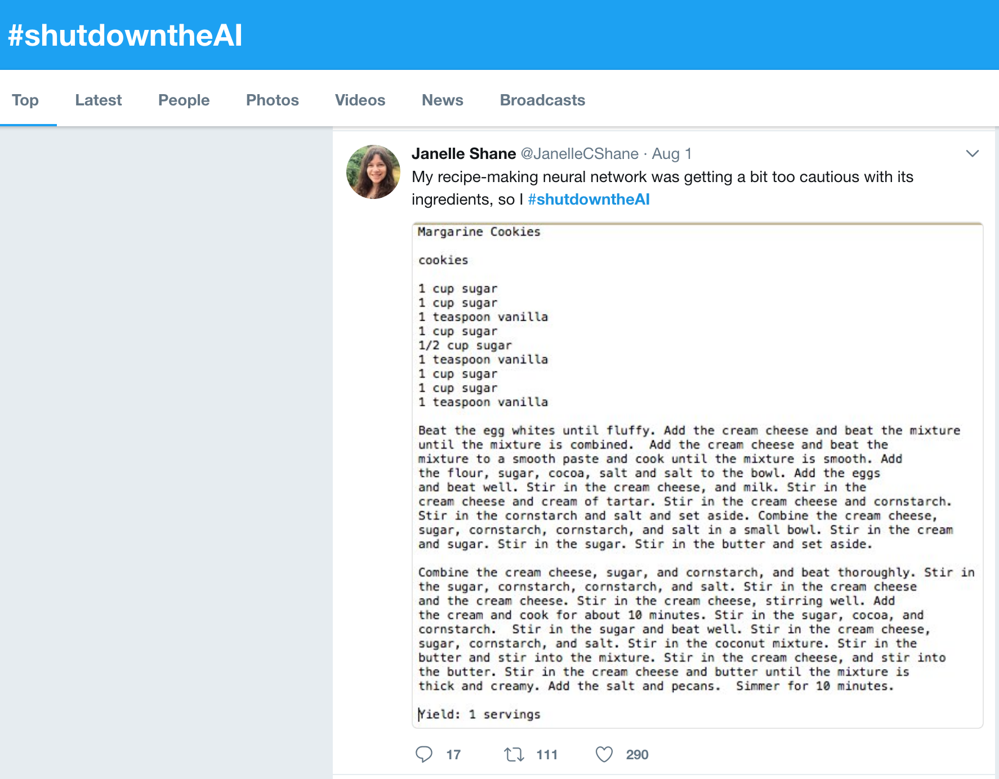 #shutdowntheAI
Top Latest People Photos Videos News Broadcasts
Janelle Shane @JanelleCShane · Aug 1
My recipe-making neural network was getting a bit too cautious with its
ingredients, so I #shutdowntheAI
Margarine Cookies
cookies
1 cup sugar
1 cup sugar
1 teaspoon vanilla
1 cup sugar
1/2 cup sugar
1 teaspoon vanilla
1 cup sugar
1 cup sugar
1 teaspoon vanilla
Beat the egg whites until fluffy. Add the cream cheese and beat the mixture
until the mixture is combined.  Add the cream cheese and beat the
mixture to a smooth paste and cook until the mixture is smooth. Add
the flour, sugar, cocoa, salt and salt to the bowl. Add the eggs
and beat well. Stir in the cream cheese, and milk. Stir in the
cream cheese and cream of tartar. Stir in the cream cheese and cornstarch.
Stir in the cornstarch and salt and set aside. Combine the cream cheese,
sugar, cornstarch, cornstarch, and salt in a small bowl. Stir in the cream
and sugar. Stir in the sugar. Stir in the butter and set aside.
Combine the cream cheese, sugar, and cornstarch, and beat thoroughly. Stir in
the sugar, cornstarch, cornstarch, and salt. Stir in the cream cheese
and the cream cheese. Stir in the cream cheese, stirring well. Add
the cream and cook for about 10 minutes. Stir in the sugar, cocoa, and
cornstarch.  Stir in the sugar and beat well. Stir in the cream cheese,
sugar, cornstarch, and salt. Stir in the coconut mixture. Stir in the
butter and stir into the mixture. Stir in the cream cheese, and stir into
the butter. Stir in the cream cheese and butter until the mixture is
thick and creamy. Add the salt and pecans.  Simmer for 10 minutes.
Yield: 1 servings
17 111 290